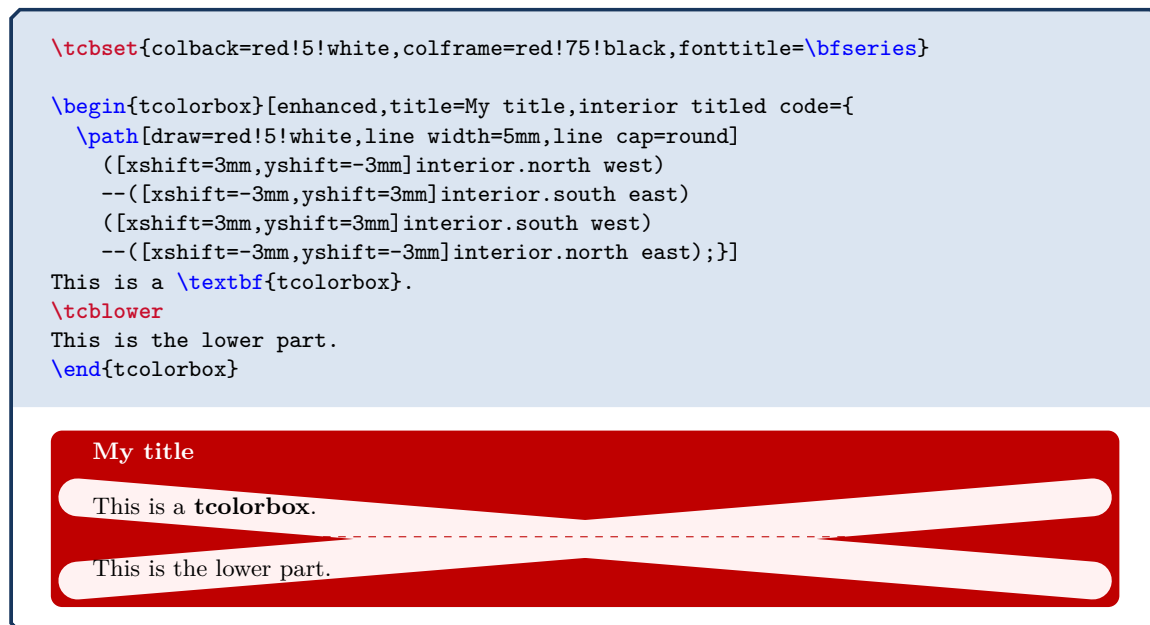 \tcbset{colback=red!5!white,colframe=red!75!black,fonttitle=\bfseries}
\begin{tcolorbox}[enhanced,title=My title,interior titled code={
\path[draw=red!5!white,line width=5mm,line cap=round]
([xshift=3mm,yshift=-3mm]interior.north west)
--([xshift=-3mm,yshift=3mm]interior.south east)
([xshift=3mm,yshift=3mm]interior.south west)
--([xshift=-3mm,yshift=-3mm]interior.north east);}]
This is a \textbf{tcolorbox}.
\tcblower
This is the lower part.
\end{tcolorbox}
My title
This is a tcolorbox.
This is the lower part.